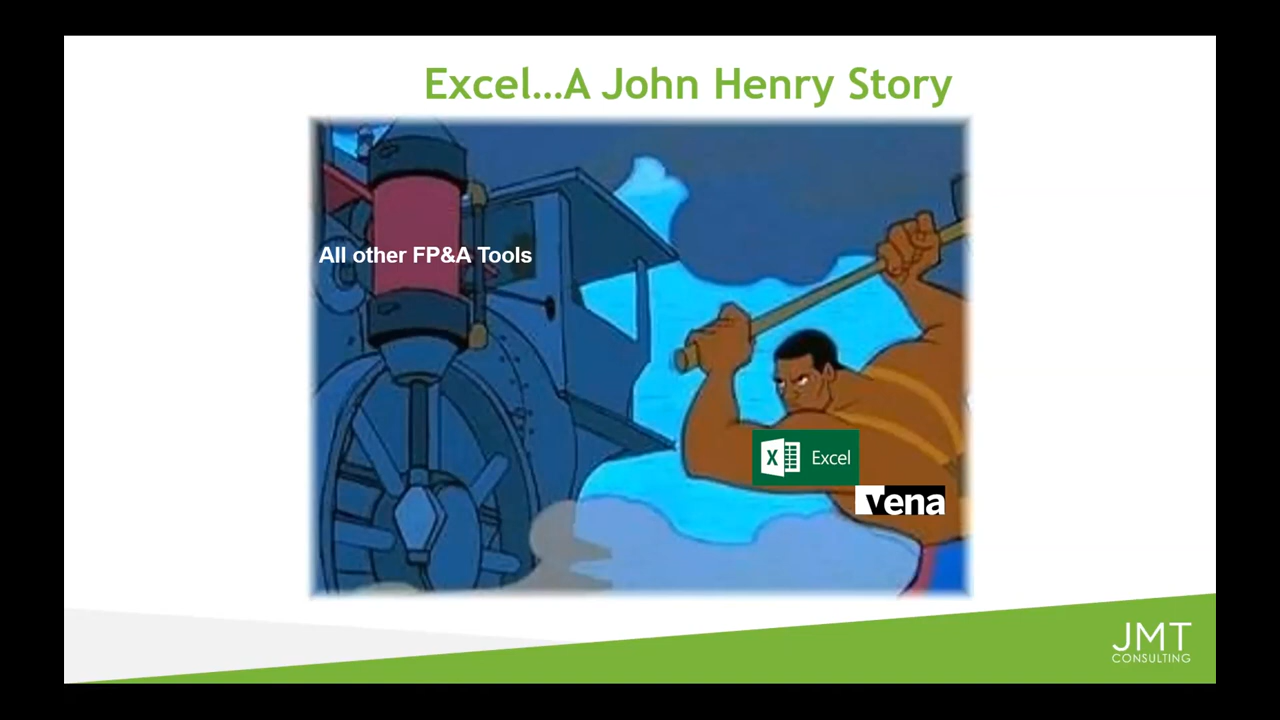 Excel...A John Henry Story
All other FP&A Tools
X Excel
vena
JMT
CONSULTING